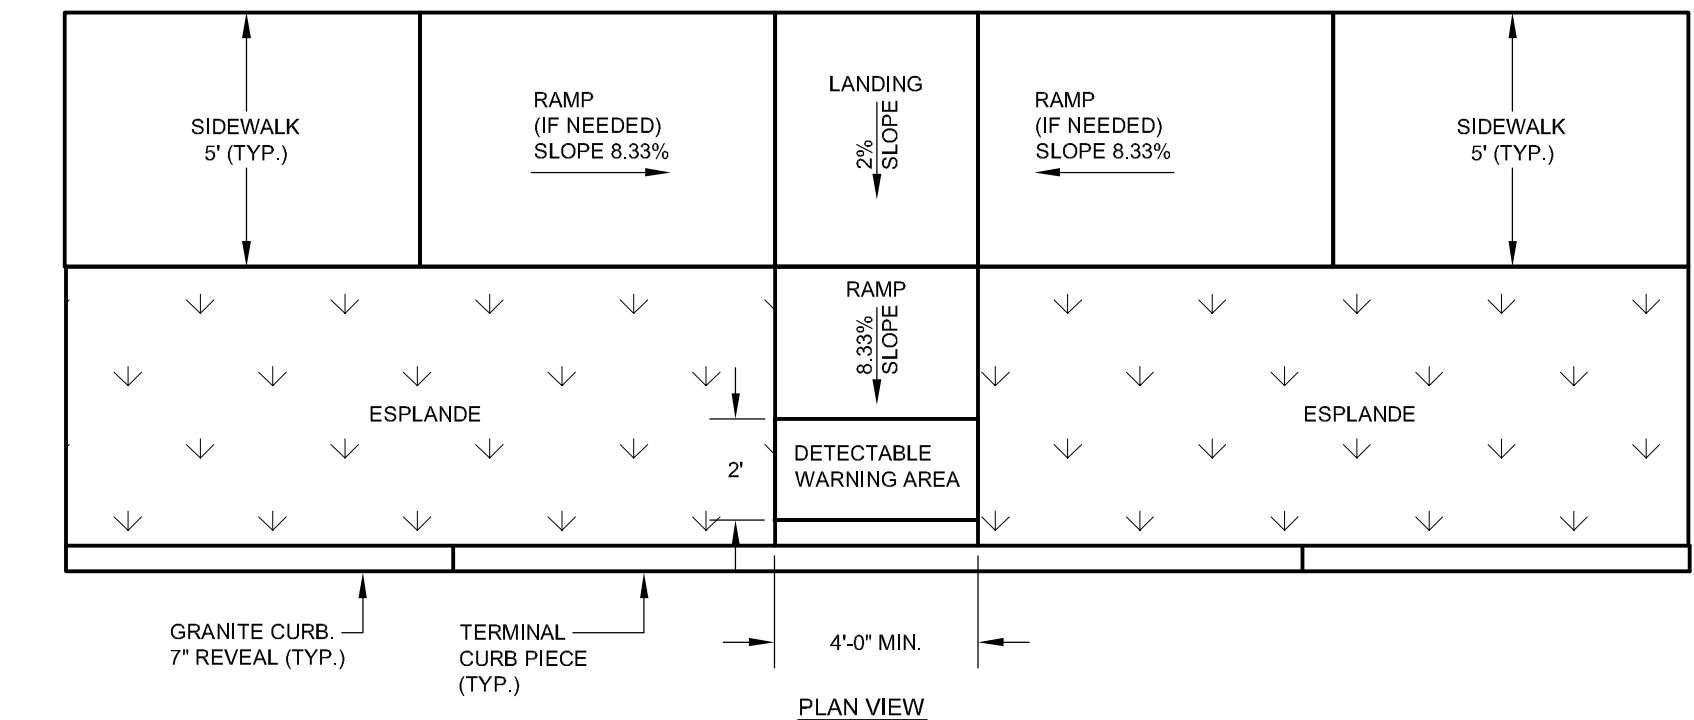 SIDEWALK
5' (TYP.)
RAMP
(IF NEEDED)
SLOPE 8.33%
LANDING
2%
SLOPE
RAMP
(IF NEEDED)
SLOPE 8.33%
SIDEWALK
5' (TYP.)
RAMP
8.33%
SLOPE
ESPLANDE
ESPLANDE
2'
DETECTABLE
WARNING AREA
GRANITE CURB.
7" REVEAL (TYP.)
TERMINAL
CURB PIECE
(TYP.)
4'-0" MIN.
PLAN VIEW